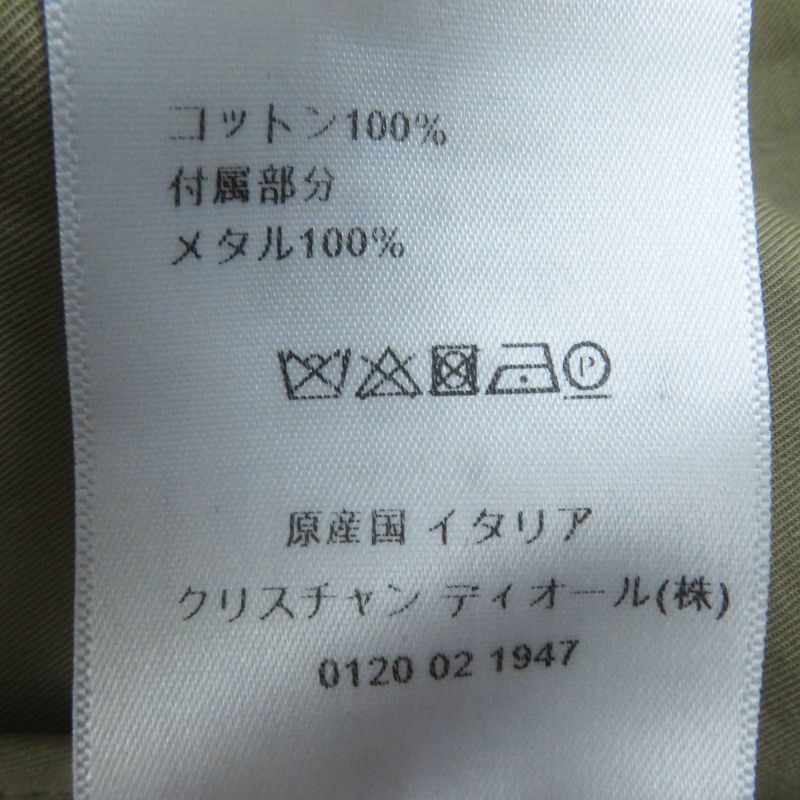 コットン100%
付属部分
メタル100%
P
原産国 イタリア
クリスチャン ディオール(株)
0120 02 1947